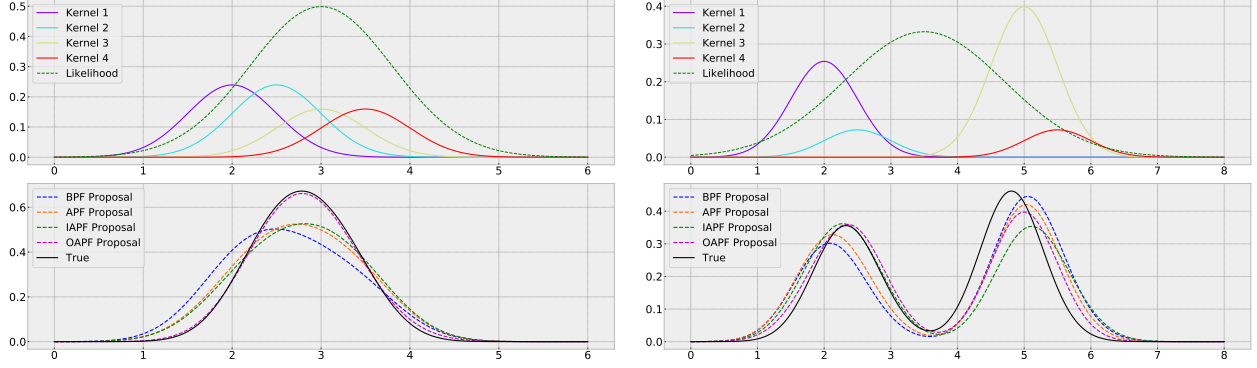 0.5
0.4
0.3
0.2
0.1
0.0
Kernel 1
Kernel 2
Kernel 3
Kernel 4
Likelihood
0 1 2 3 4 5 6
0.4
0.3
0.2
0.1
0.0
Kernel 1
Kernel 2
Kernel 3
Kernel 4
Likelihood
0 1 2 3 4 5 6 7 8
0.6
0.4
0.2
0.0
BPF Proposal
APF Proposal
IAPF Proposal
OAPF Proposal
True
0 1 2 3 4 5 6
0.4
0.3
0.2
0.1
0.0
BPF Proposal
APF Proposal
IAPF Proposal
OAPF Proposal
True
0 1 2 3 4 5 6 7 8